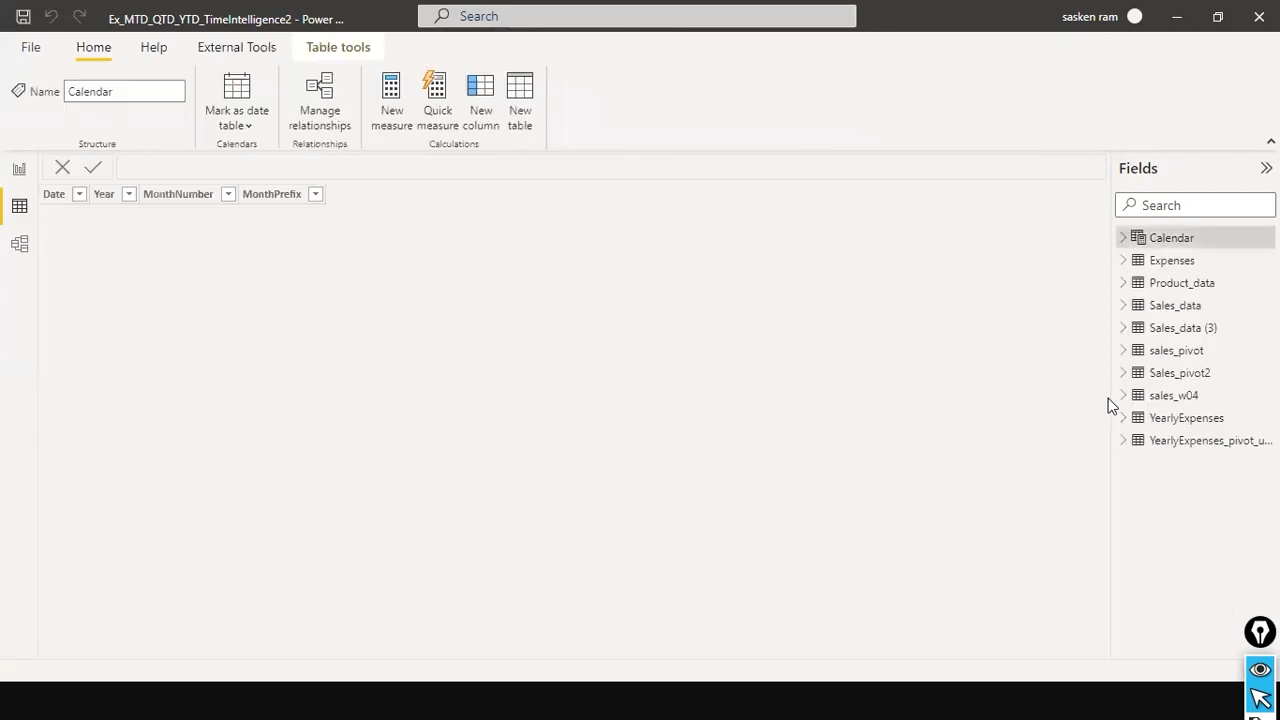 Ex_MTD_QTD_YTD_TimeIntelligence2 - Power ...
Search
sasken ram
File
Home
Help
External Tools
Table tools
Name
Calendar
Mark as date
table
Manage
relationships
New
measure
Quick
measure
New
column
New
table
Structure
Calendars
Relationships
Calculations
Date
Year
MonthNumber
MonthPrefix
Fields
Search
Calendar
Expenses
Product_data
Sales_data
Sales_data (3)
sales_pivot
Sales_pivot2
sales_w04
YearlyExpenses
YearlyExpenses_pivot_u...